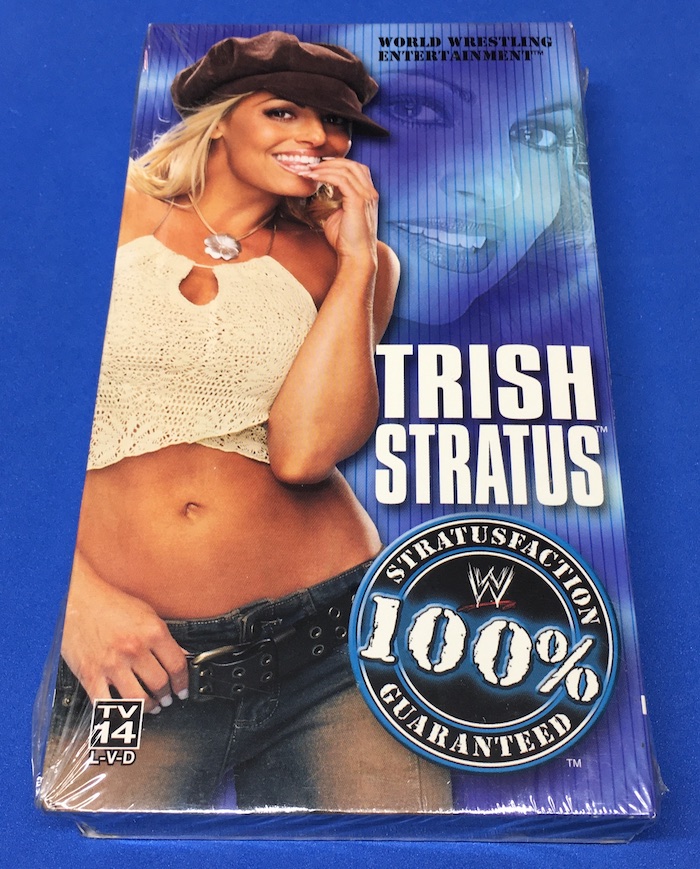 WORLD WRESTLING
ENTERTAINMENT™
TRISH
STRATUS™
STRATUSFACTION
W
100%
GUARANTEED
TV
14
L-V-D
TM